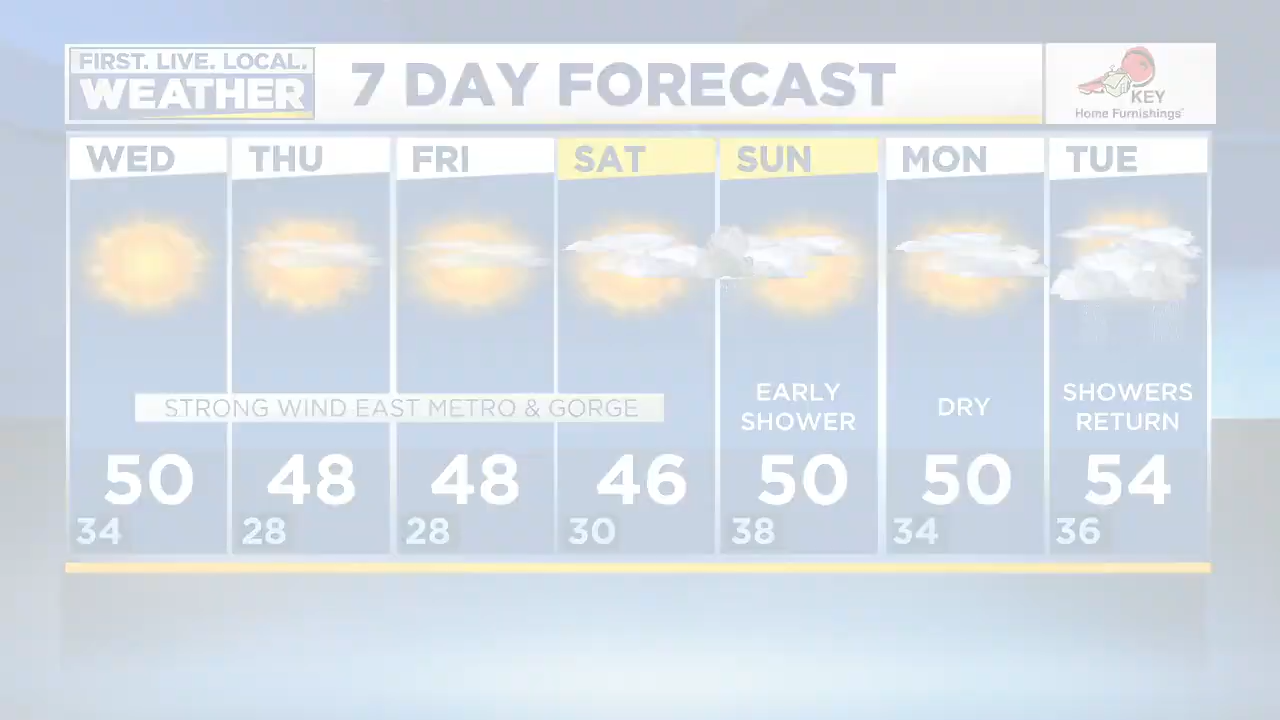 FIRST. LIVE. LOCAL.
WEATHER
7 DAY FORECAST
KEY
Home Furnishings
WED THU FRI SAT SUN MON TUE
STRONG WIND EAST METRO & GORGE
EARLY
SHOWER
DRY
SHOWERS
RETURN
50 48 48 46 50 50 54
34 28 28 30 38 34 36